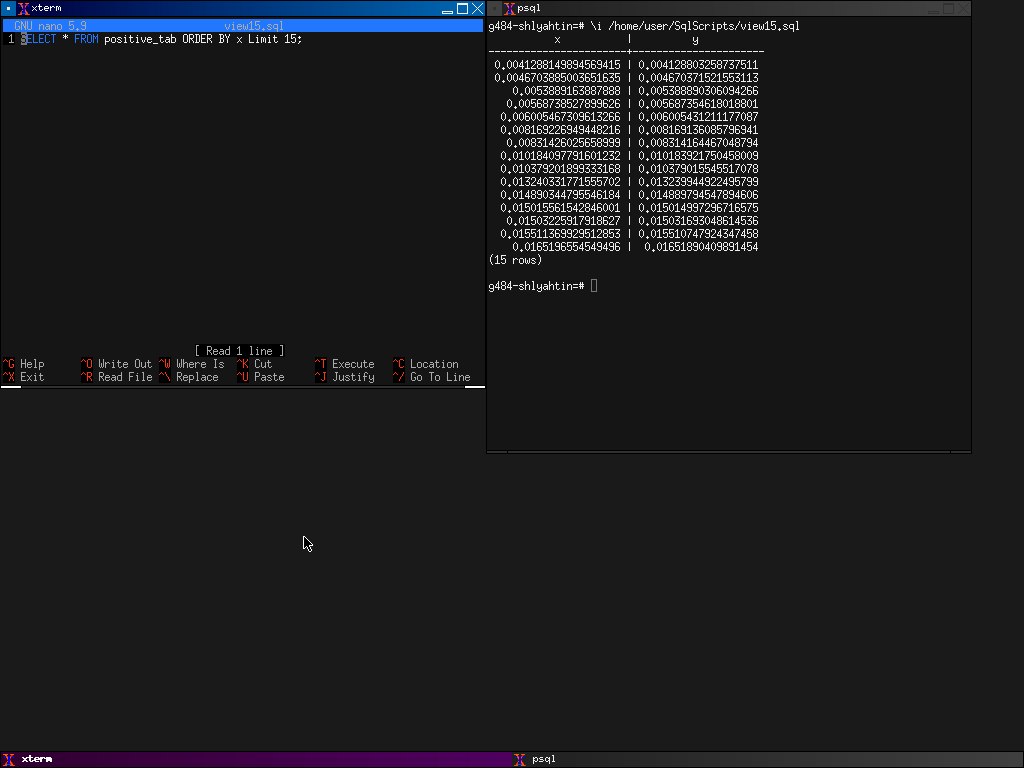 xterm
GNU nano 5.9 view15.sql
1 SELECT * FROM positive_tab ORDER BY x Limit 15;
[ Read 1 line ]
^G Help ^O Write Out ^W Where Is ^K Cut ^T Execute ^C Location
^X Exit ^R Read File ^\ Replace ^U Paste ^J Justify ^/ Go To Line
psql
g484-shlyahtin=# \i /home/user/SqlScripts/view15.sql
x | y
-----------------------+----------------------
0.0041288149894569415 | 0.004128803258737511
0.0046703885003651635 | 0.004670371521553113
0.0053889163887888 | 0.005388890306094266
0.00568738527899626 | 0.005687354618018801
0.006005467309613266 | 0.006005431211177087
0.008169226949448216 | 0.008169136085796941
0.00831426025658999 | 0.008314164467048794
0.010184097791601232 | 0.010183921750458009
0.010379201899333168 | 0.010379015545517078
0.013240331771555702 | 0.013239944922495799
0.014890344795546184 | 0.014889794547894606
0.015015561542846001 | 0.015014997296716575
0.01503225917918627 | 0.015031693048614536
0.015511369929512853 | 0.015510747924347458
0.0165196554549496 | 0.01651890409891454
(15 rows)
g484-shlyahtin=#
xterm
psql